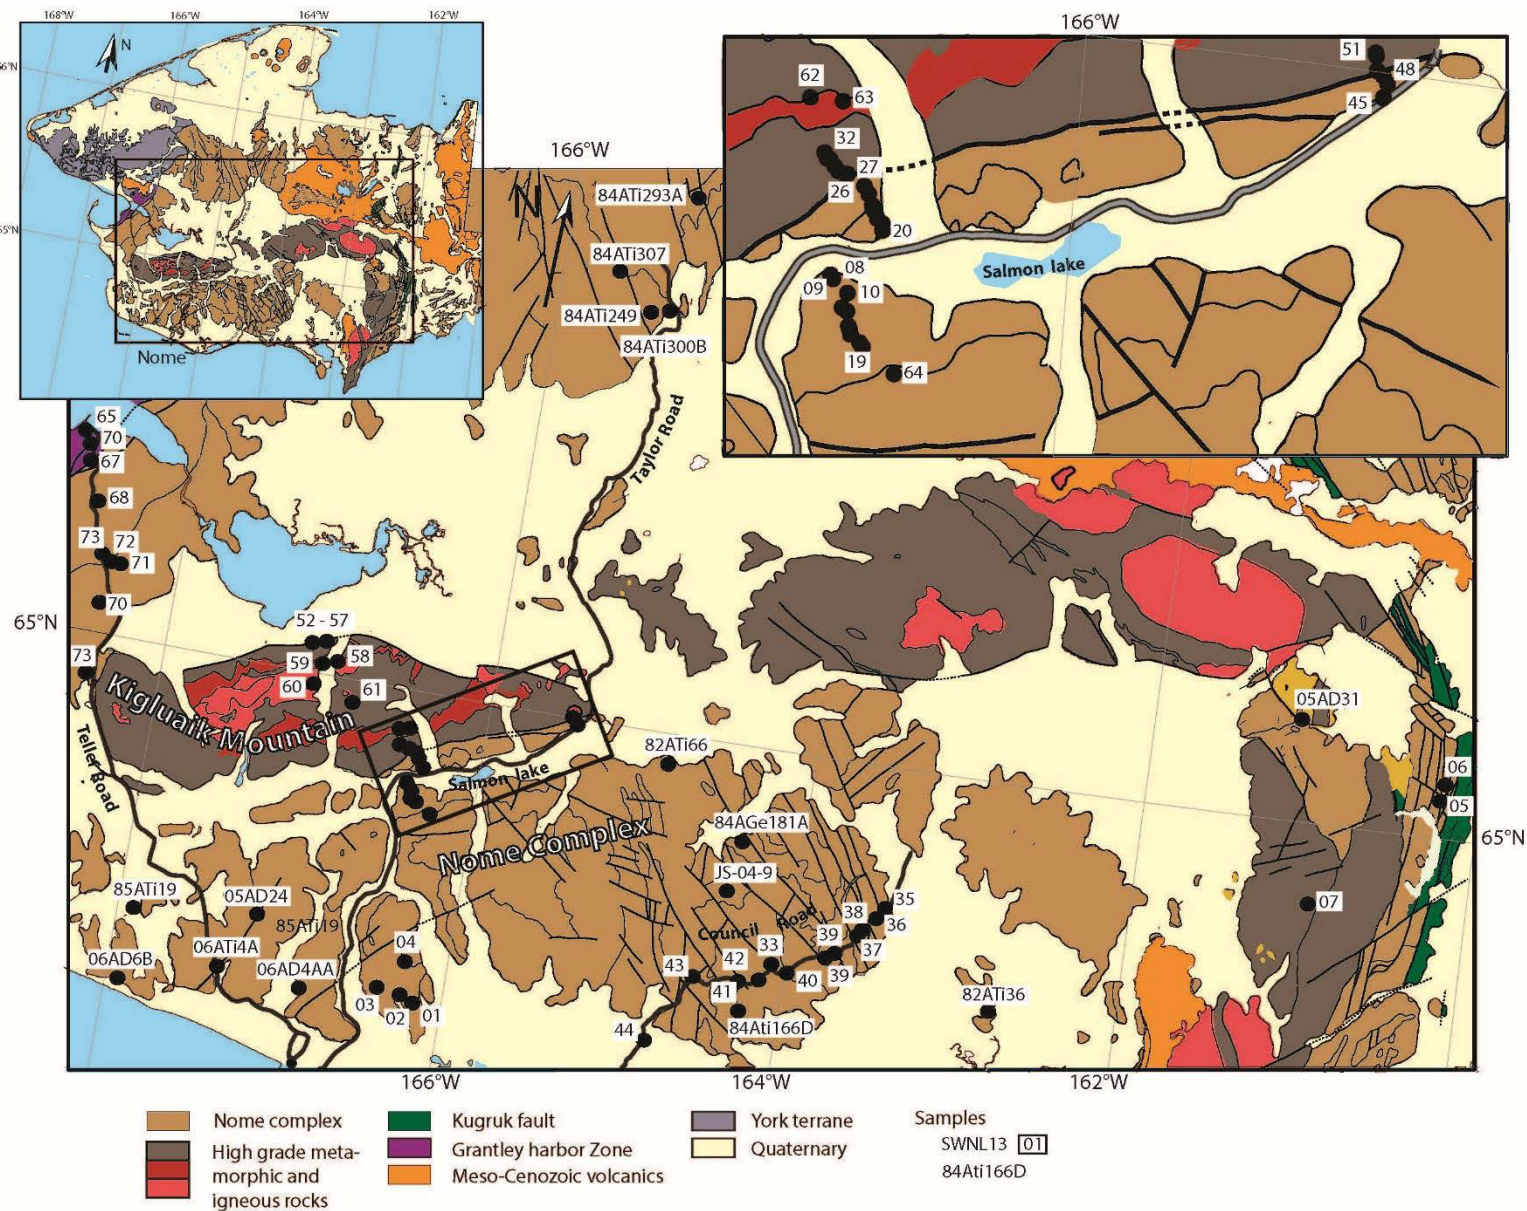 168°W
166°W
164°W
162°W
N
6°N
65°N
Nome
166°W
51
48
45
62
63
32
27
26
20
08
09
10
19
64
Salmon lake
166°W
N
84ATi293A
84ATi307
84ATi249
84ATi300B
Taylor Road
65
70
67
68
73
72
71
70
65°N
73
52 - 57
59
58
60
61
Kigluaik Mountain
Teller Road
Salmon lake
82ATi66
Nome Complex
84AGe181A
JS-04-9
05AD31
06
05
65°N
07
85ATi19
05AD24
85ATi19
06ATi4A
06AD6B
06AD4AA
04
03
02
01
Council Road
35
38
36
39
37
33
42
43
40
39
41
84Ati166D
44
82ATi36
166°W
164°W
162°W
Nome complex
High grade meta-
morphic and
igneous rocks
Kugruk fault
Grantley harbor Zone
Meso-Cenozoic volcanics
York terrane
Quaternary
Samples
SWNL13 01
84Ati166D